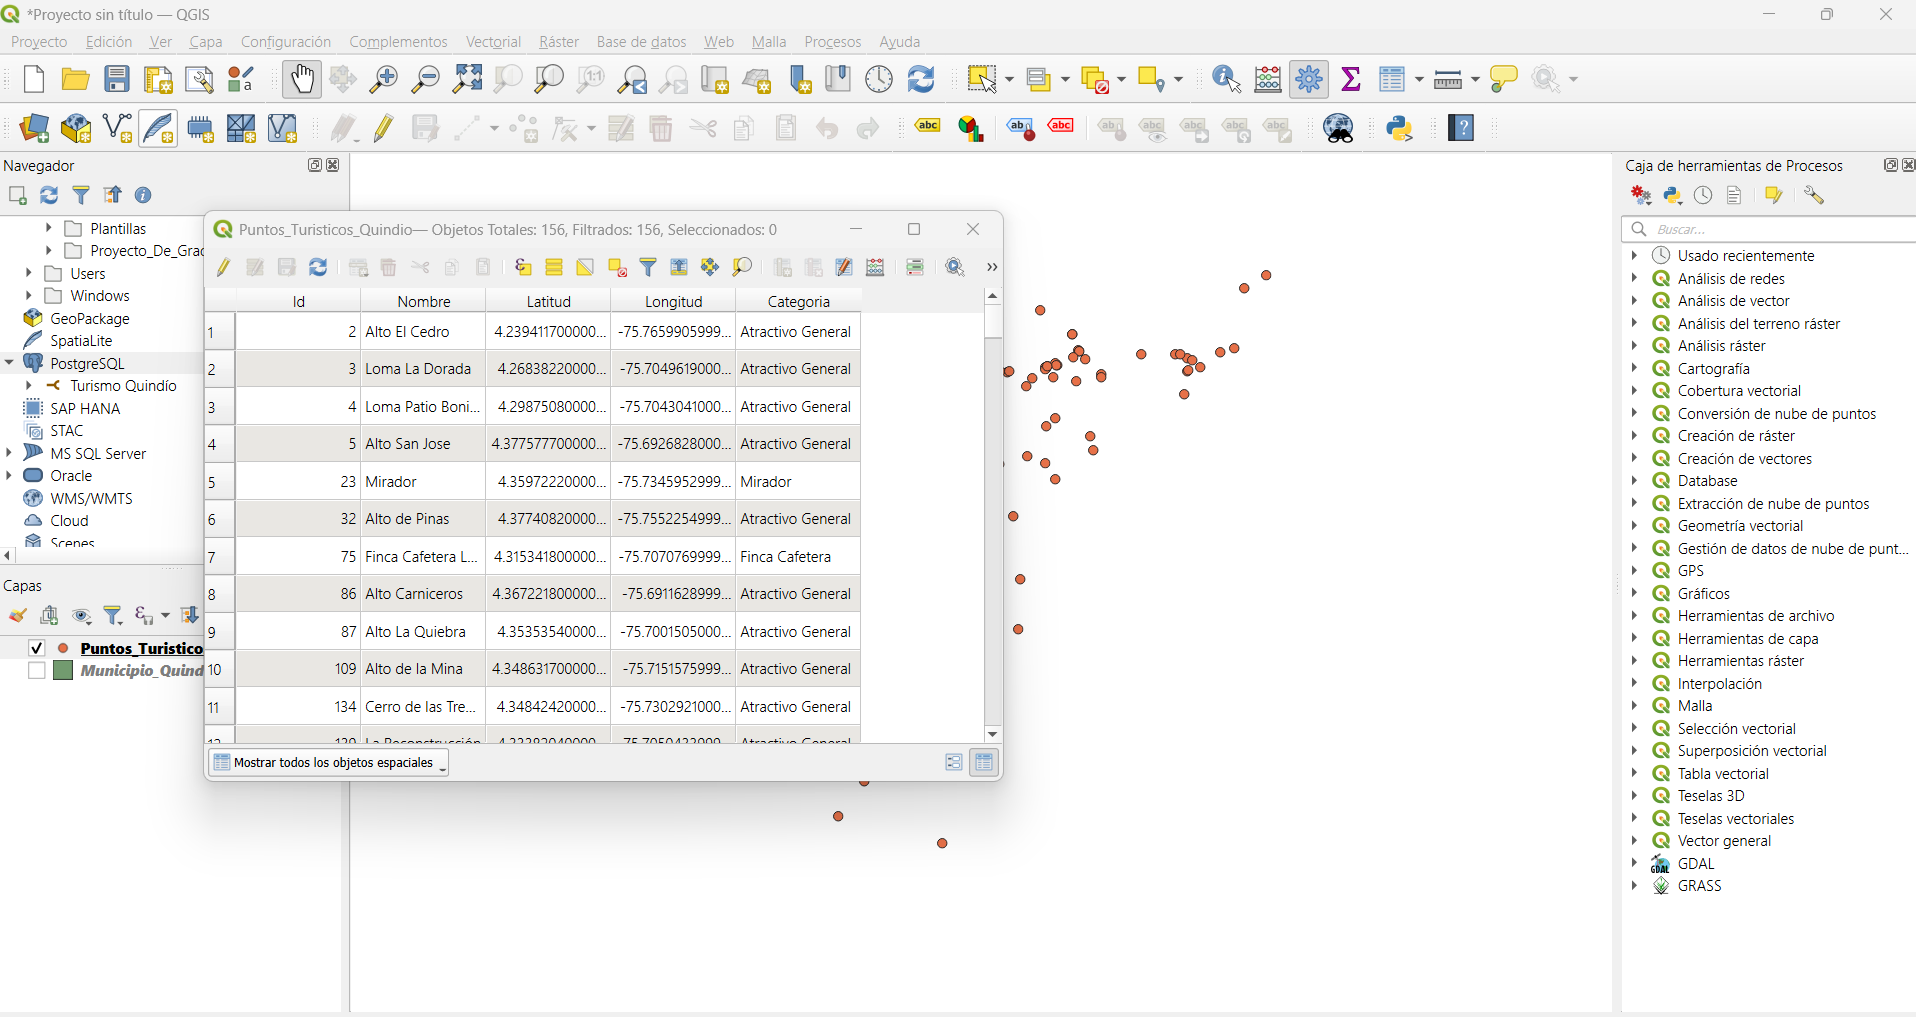 *Proyecto sin título — QGIS
Proyecto Edición Ver Capa Configuración Complementos Vectorial Ráster Base de datos Web Malla Procesos Ayuda
Navegador
Plantillas
Proyecto_De_Grac
Users
Windows
GeoPackage
SpatiaLite
PostgreSQL
Turismo Quindío
SAP HANA
STAC
MS SQL Server
Oracle
WMS/WMTS
Cloud
Scenes
Capas
Puntos_Turistico
Municipio_Quind
Puntos_Turisticos_Quindio— Objetos Totales: 156, Filtrados: 156, Seleccionados: 0
Id Nombre Latitud Longitud Categoria
1 2 Alto El Cedro 4.239411700000... -75.7659905999... Atractivo General
2 3 Loma La Dorada 4.26838220000... -75.7049619000... Atractivo General
3 4 Loma Patio Boni... 4.29875080000... -75.7043041000... Atractivo General
4 5 Alto San Jose 4.377577700000... -75.6926828000... Atractivo General
5 23 Mirador 4.35972220000... -75.7345952999... Mirador
6 32 Alto de Pinas 4.37740820000... -75.7552254999... Atractivo General
7 75 Finca Cafetera L... 4.315341800000... -75.7070769999... Finca Cafetera
8 86 Alto Carniceros 4.367221800000... -75.6911628999... Atractivo General
9 87 Alto La Quiebra 4.35353540000... -75.7001505000... Atractivo General
10 109 Alto de la Mina 4.348631700000... -75.7151575999... Atractivo General
11 134 Cerro de las Tre... 4.34842420000... -75.7302921000... Atractivo General
Mostrar todos los objetos espaciales
Caja de herramientas de Procesos
Buscar...
Usado recientemente
Análisis de redes
Análisis de vector
Análisis del terreno ráster
Análisis ráster
Cartografía
Cobertura vectorial
Conversión de nube de puntos
Creación de ráster
Creación de vectores
Database
Extracción de nube de puntos
Geometría vectorial
Gestión de datos de nube de punt...
GPS
Gráficos
Herramientas de archivo
Herramientas de capa
Herramientas ráster
Interpolación
Malla
Selección vectorial
Superposición vectorial
Tabla vectorial
Teselas 3D
Teselas vectoriales
Vector general
GDAL
GRASS